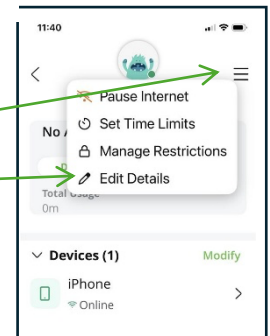 11:40
Pause Internet
Set Time Limits
Manage Restrictions
Edit Details
No
Total Usage
0m
Devices (1) Modify
iPhone
Online